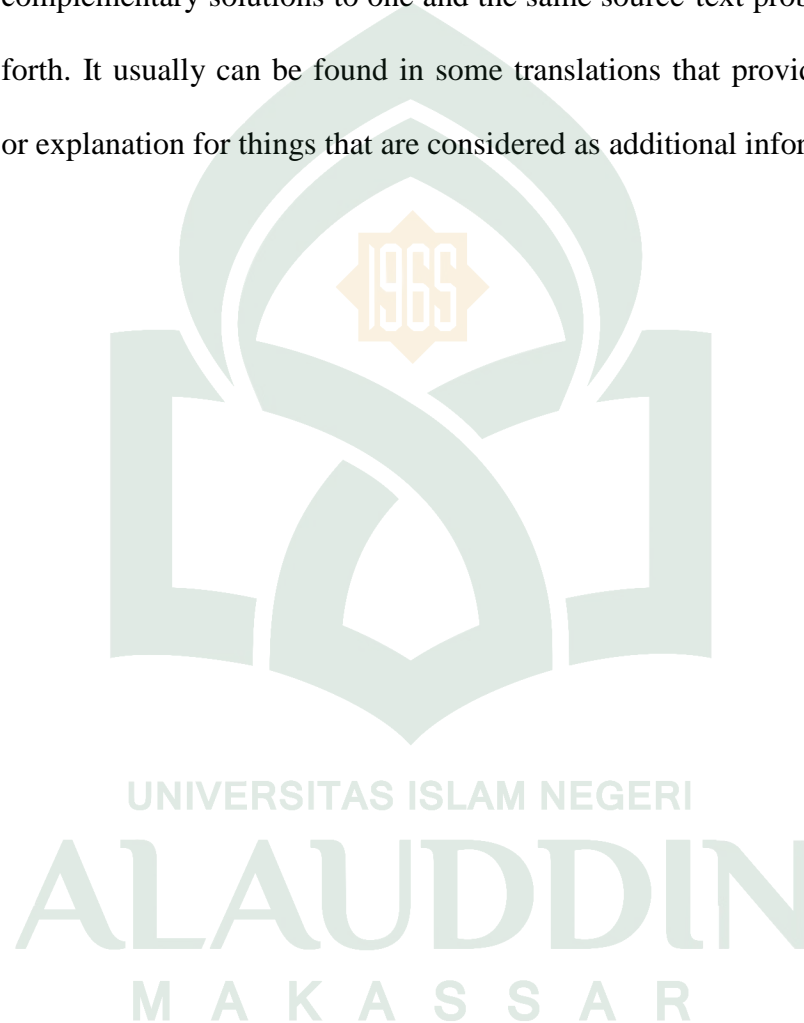 complementary solutions to one and the same source-text prob
forth. It usually can be found in some translations that provid
or explanation for things that are considered as additional infor
1965
UNIVERSITAS ISLAM NEGERI
ALAUDDIN
MAKASSAR